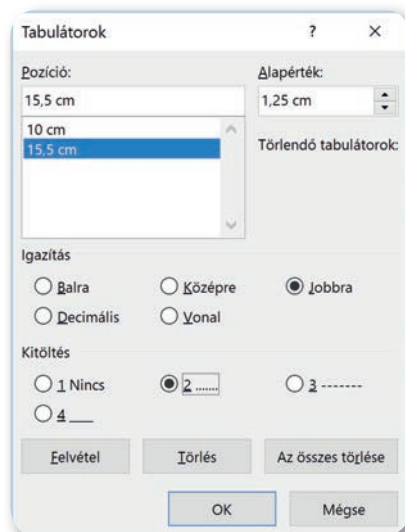 Tabulátorok ? ×
Pozíció: Alapérték:
15,5 cm 1,25 cm
10 cm
15,5 cm
Törlendő tabulátorok:
Igazítás
Balra Középre Jobbra
Decimális Vonal
Kitöltés
1 Nincs 2 ....... 3 -------
4 ___
Felvétel Törlés Az összes törlése
OK Mégse